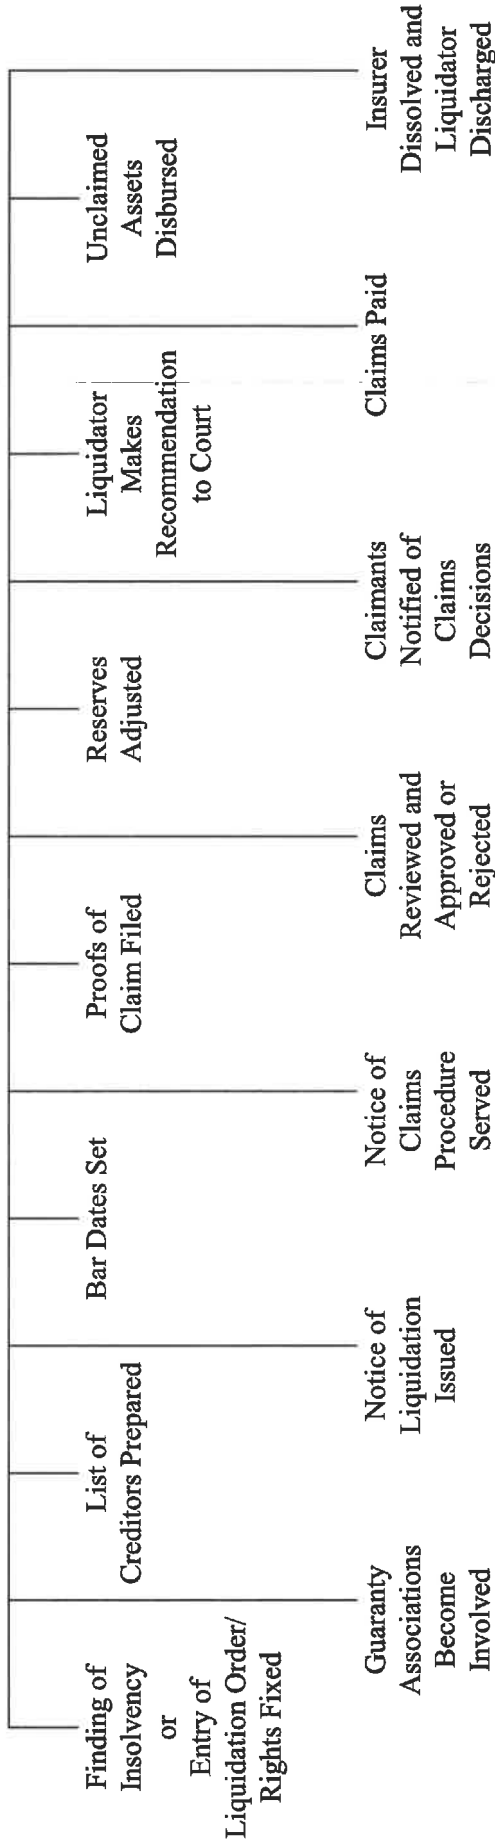 Finding of
Insolvency
or
Entry of
Liquidation Order/
Rights Fixed
Guaranty
Associations
Become
Involved
List of
Creditors Prepared
Notice of
Liquidation
Issued
Bar Dates Set
Notice of
Claims
Procedure
Served
Proofs of
Claim Filed
Claims
Reviewed and
Approved or
Rejected
Reserves
Adjusted
Claimants
Notified of
Claims
Decisions
Liquidator
Makes
Recommendation
to Court
Claims Paid
Unclaimed
Assets
Disbursed
Insurer
Dissolved and
Liquidator
Discharged